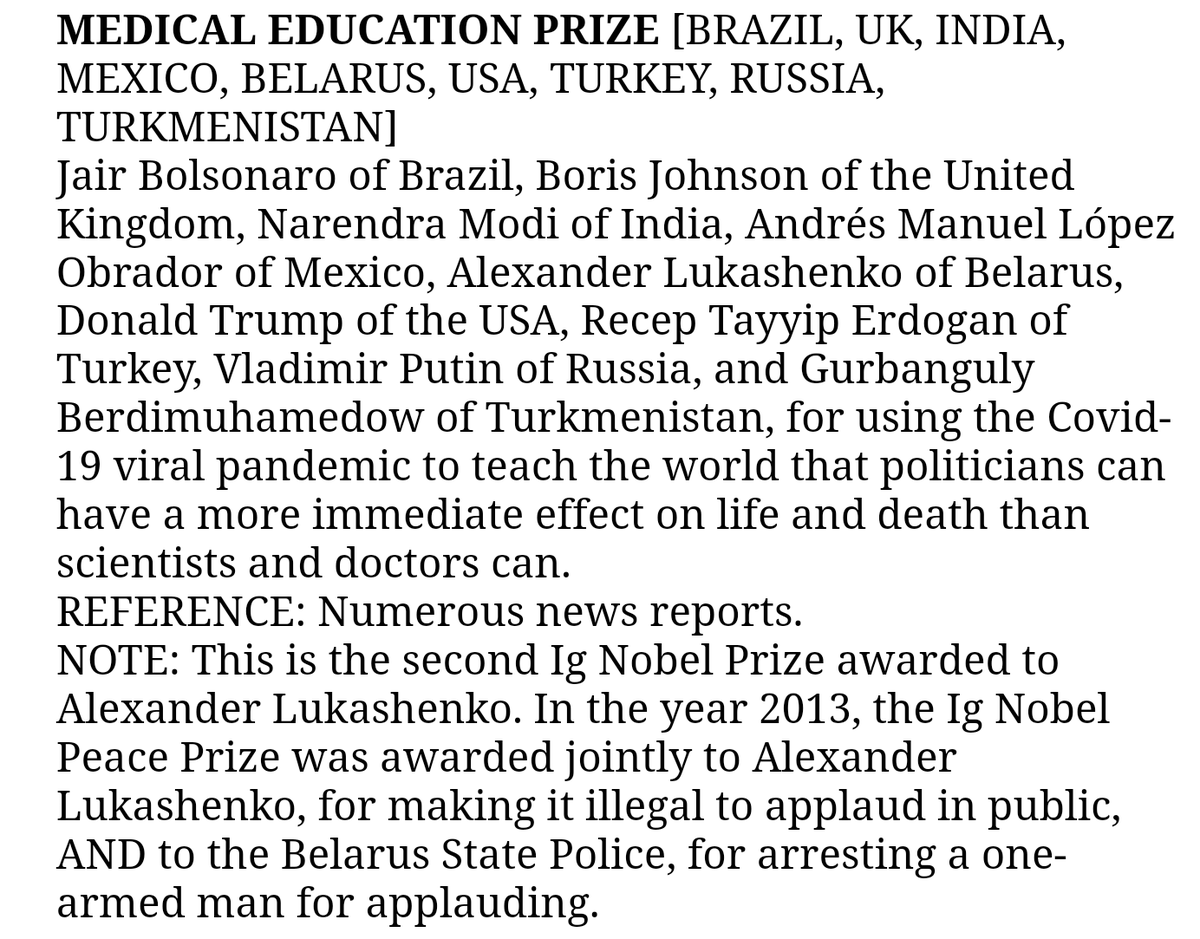 MEDICAL EDUCATION PRIZE [BRAZIL, UK, INDIA,
MEXICO, BELARUS, USA, TURKEY, RUSSIA,
TURKMENISTAN]
Jair Bolsonaro of Brazil, Boris Johnson of the United
Kingdom, Narendra Modi of India, Andrés Manuel López
Obrador of Mexico, Alexander Lukashenko of Belarus,
Donald Trump of the USA, Recep Tayyip Erdogan of
Turkey, Vladimir Putin of Russia, and Gurbanguly
Berdimuhamedow of Turkmenistan, for using the Covid-
19 viral pandemic to teach the world that politicians can
have a more immediate effect on life and death than
scientists and doctors can.
REFERENCE: Numerous news reports.
NOTE: This is the second Ig Nobel Prize awarded to
Alexander Lukashenko. In the year 2013, the Ig Nobel
Peace Prize was awarded jointly to Alexander
Lukashenko, for making it illegal to applaud in public,
AND to the Belarus State Police, for arresting a one-
armed man for applauding.